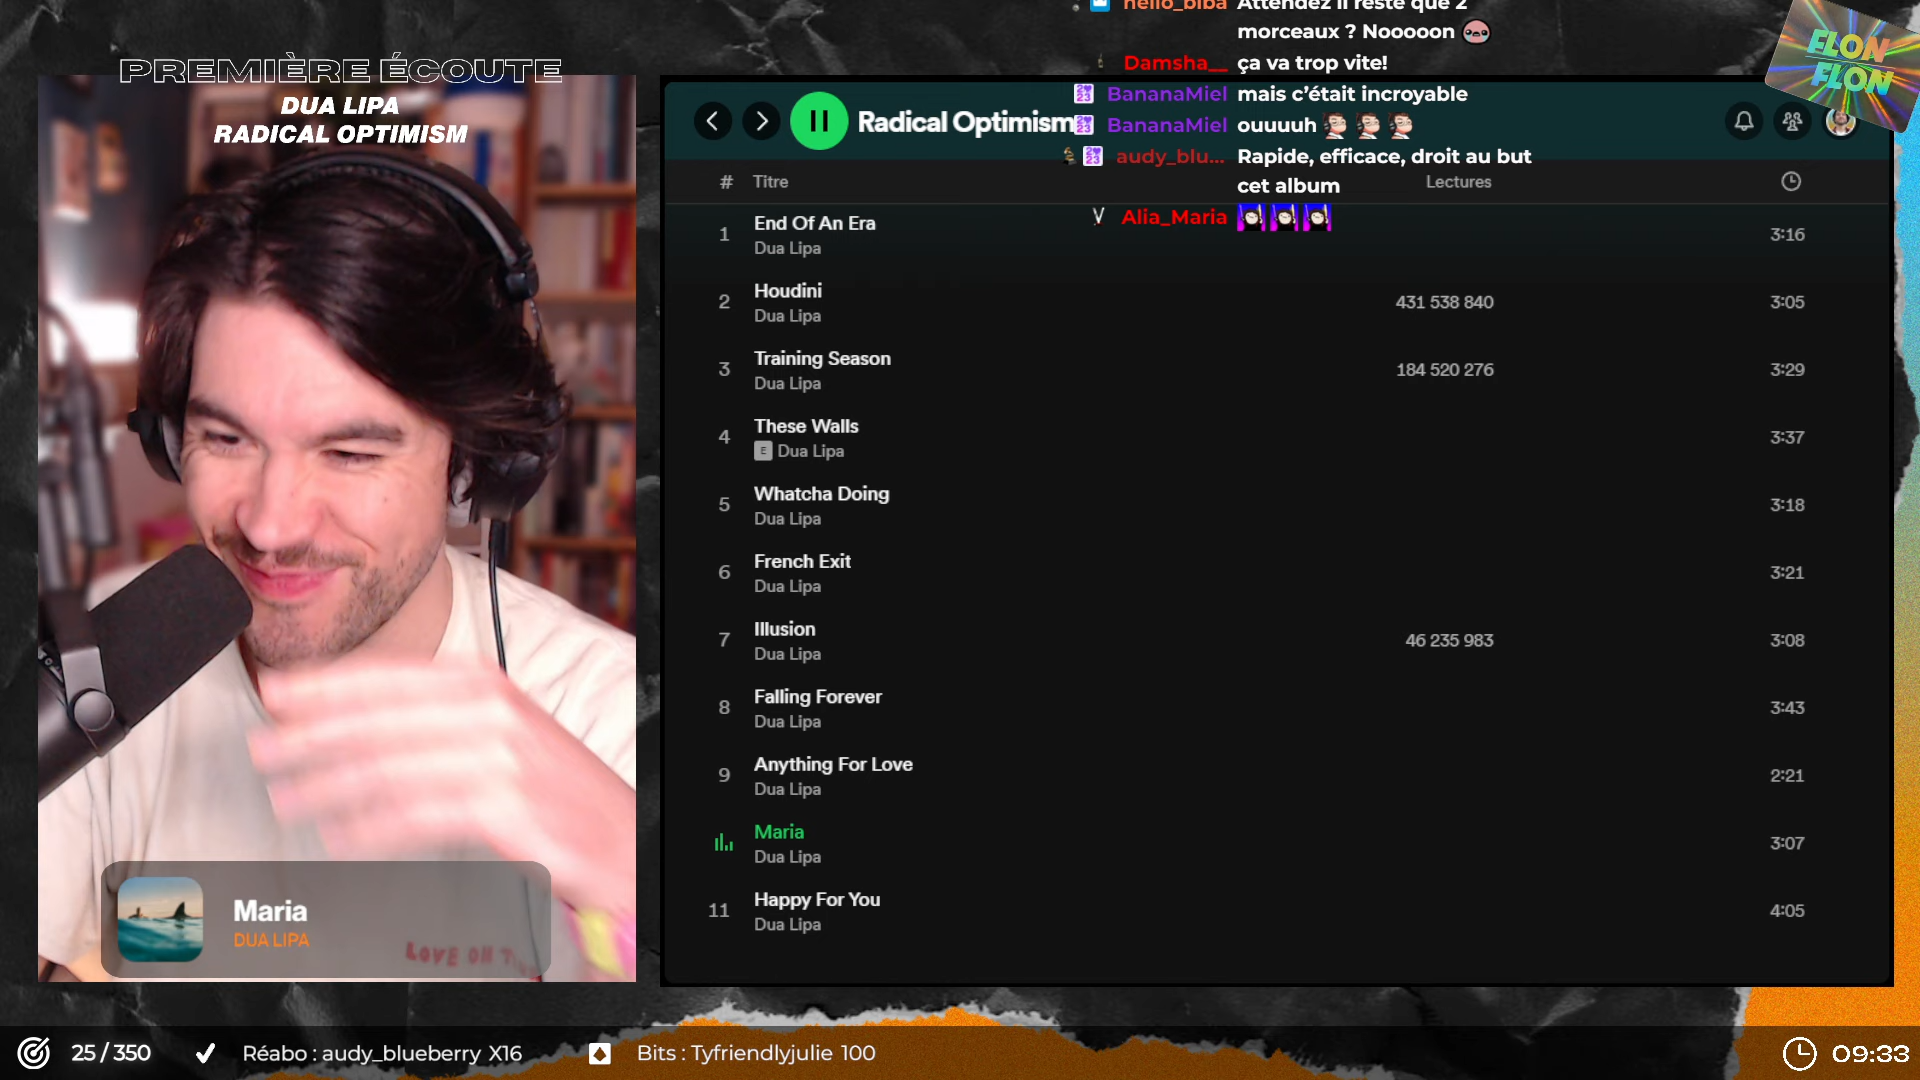 PREMIÈRE ÉCOUTE
DUA LIPA
RADICAL OPTIMISM
hello_biba Attendez il reste que 2
morceaux ? Nooooon
Damsha__ ça va trop vite!
BananaMiel mais c'était incroyable
BananaMiel ouuuuh
audy_blu... Rapide, efficace, droit au but
cet album
Alia_Maria
FLON
FLON
Radical Optimism
# Titre Lectures
1 End Of An Era 3:16
Dua Lipa
2 Houdini 431 538 840 3:05
Dua Lipa
3 Training Season 184 520 276 3:29
Dua Lipa
4 These Walls 3:37
E Dua Lipa
5 Whatcha Doing 3:18
Dua Lipa
6 French Exit 3:21
Dua Lipa
7 Illusion 46 235 983 3:08
Dua Lipa
8 Falling Forever 3:43
Dua Lipa
9 Anything For Love 2:21
Dua Lipa
Maria 3:07
Dua Lipa
11 Happy For You 4:05
Dua Lipa
Maria
DUA LIPA
LOVE ON
25 / 350 Réabo : audy_blueberry X16 Bits : Tyfriendlyjulie 100 09:33